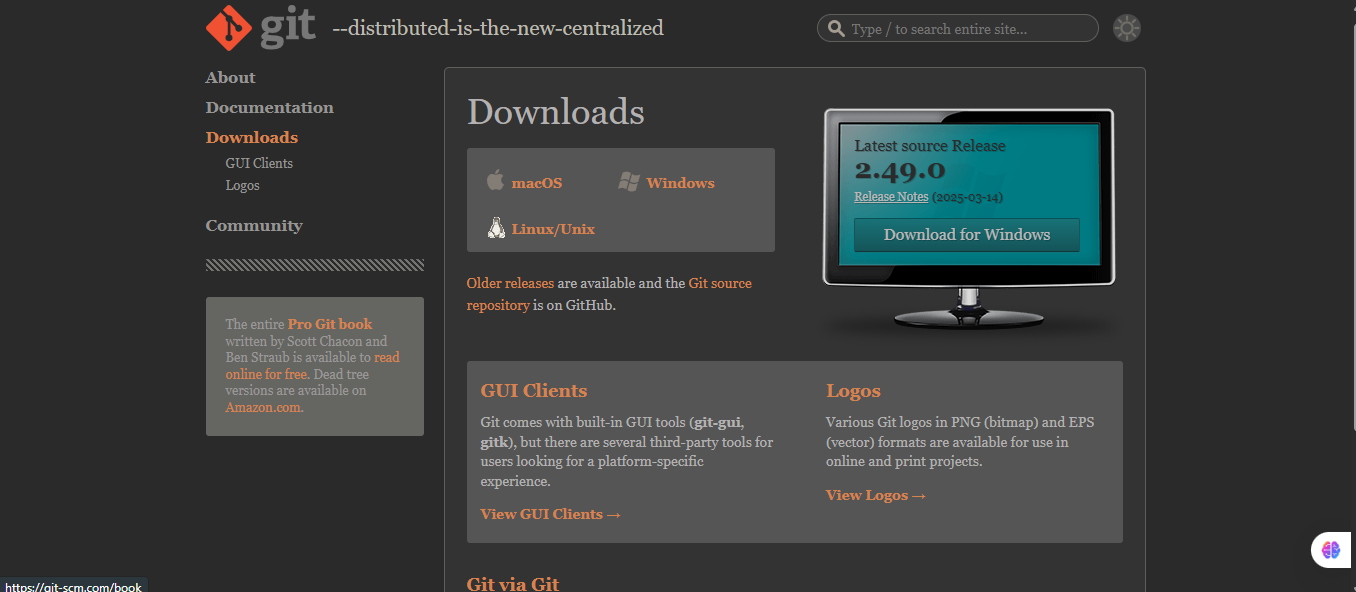 git --distributed-is-the-new-centralized
Type / to search entire site...
About
Documentation
Downloads
GUI Clients
Logos
Community
The entire Pro Git book
written by Scott Chacon and
Ben Straub is available to read
online for free. Dead tree
versions are available on
Amazon.com.
Downloads
macOS
Windows
Linux/Unix
Older releases are available and the Git source
repository is on GitHub.
Latest source Release
2.49.0
Release Notes (2025-03-14)
Download for Windows
GUI Clients
Git comes with built-in GUI tools (git-gui,
gitk), but there are several third-party tools for
users looking for a platform-specific
experience.
View GUI Clients →
Logos
Various Git logos in PNG (bitmap) and EPS
(vector) formats are available for use in
online and print projects.
View Logos →
Git via Git
https://git-scm.com/book